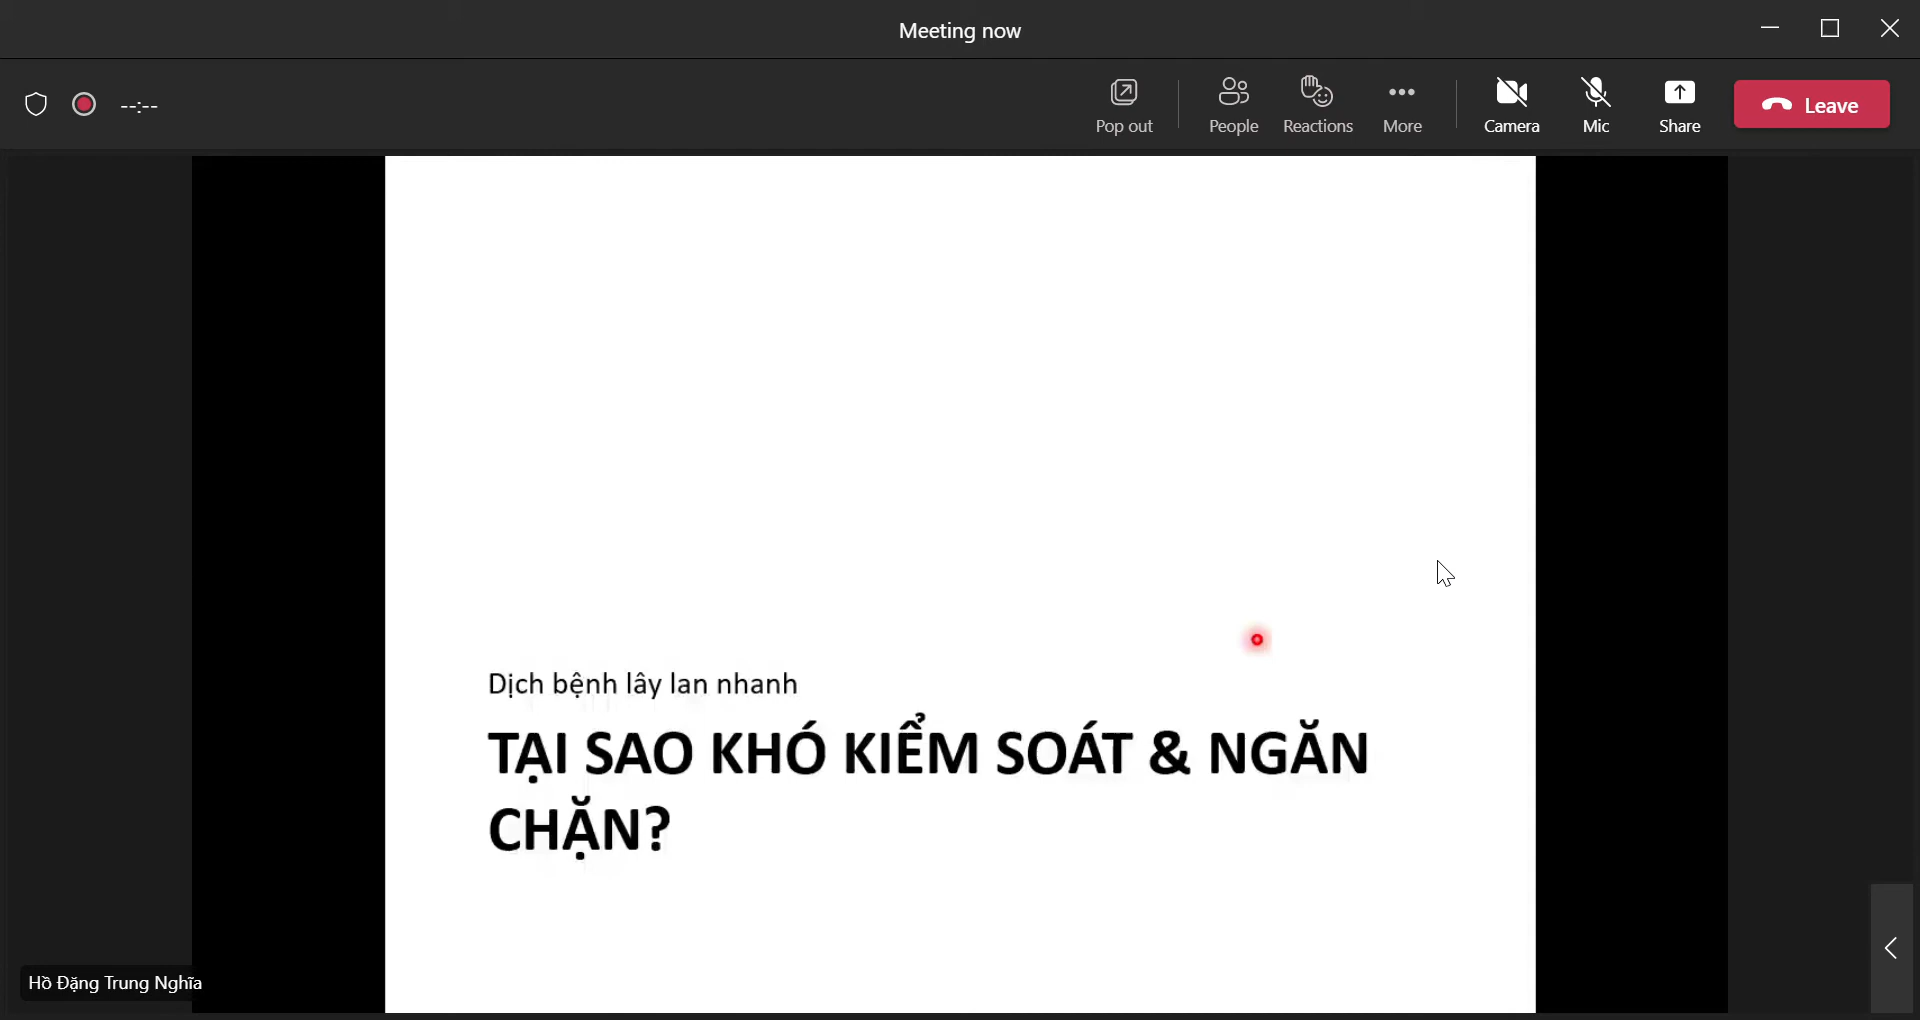 Meeting now
--:--
Pop out
People
Reactions
More
Camera
Mic
Share
Leave
Dịch bệnh lây lan nhanh
TẠI SAO KHÓ KIỂM SOÁT & NGĂN
CHẶN?
Hồ Đặng Trung Nghĩa